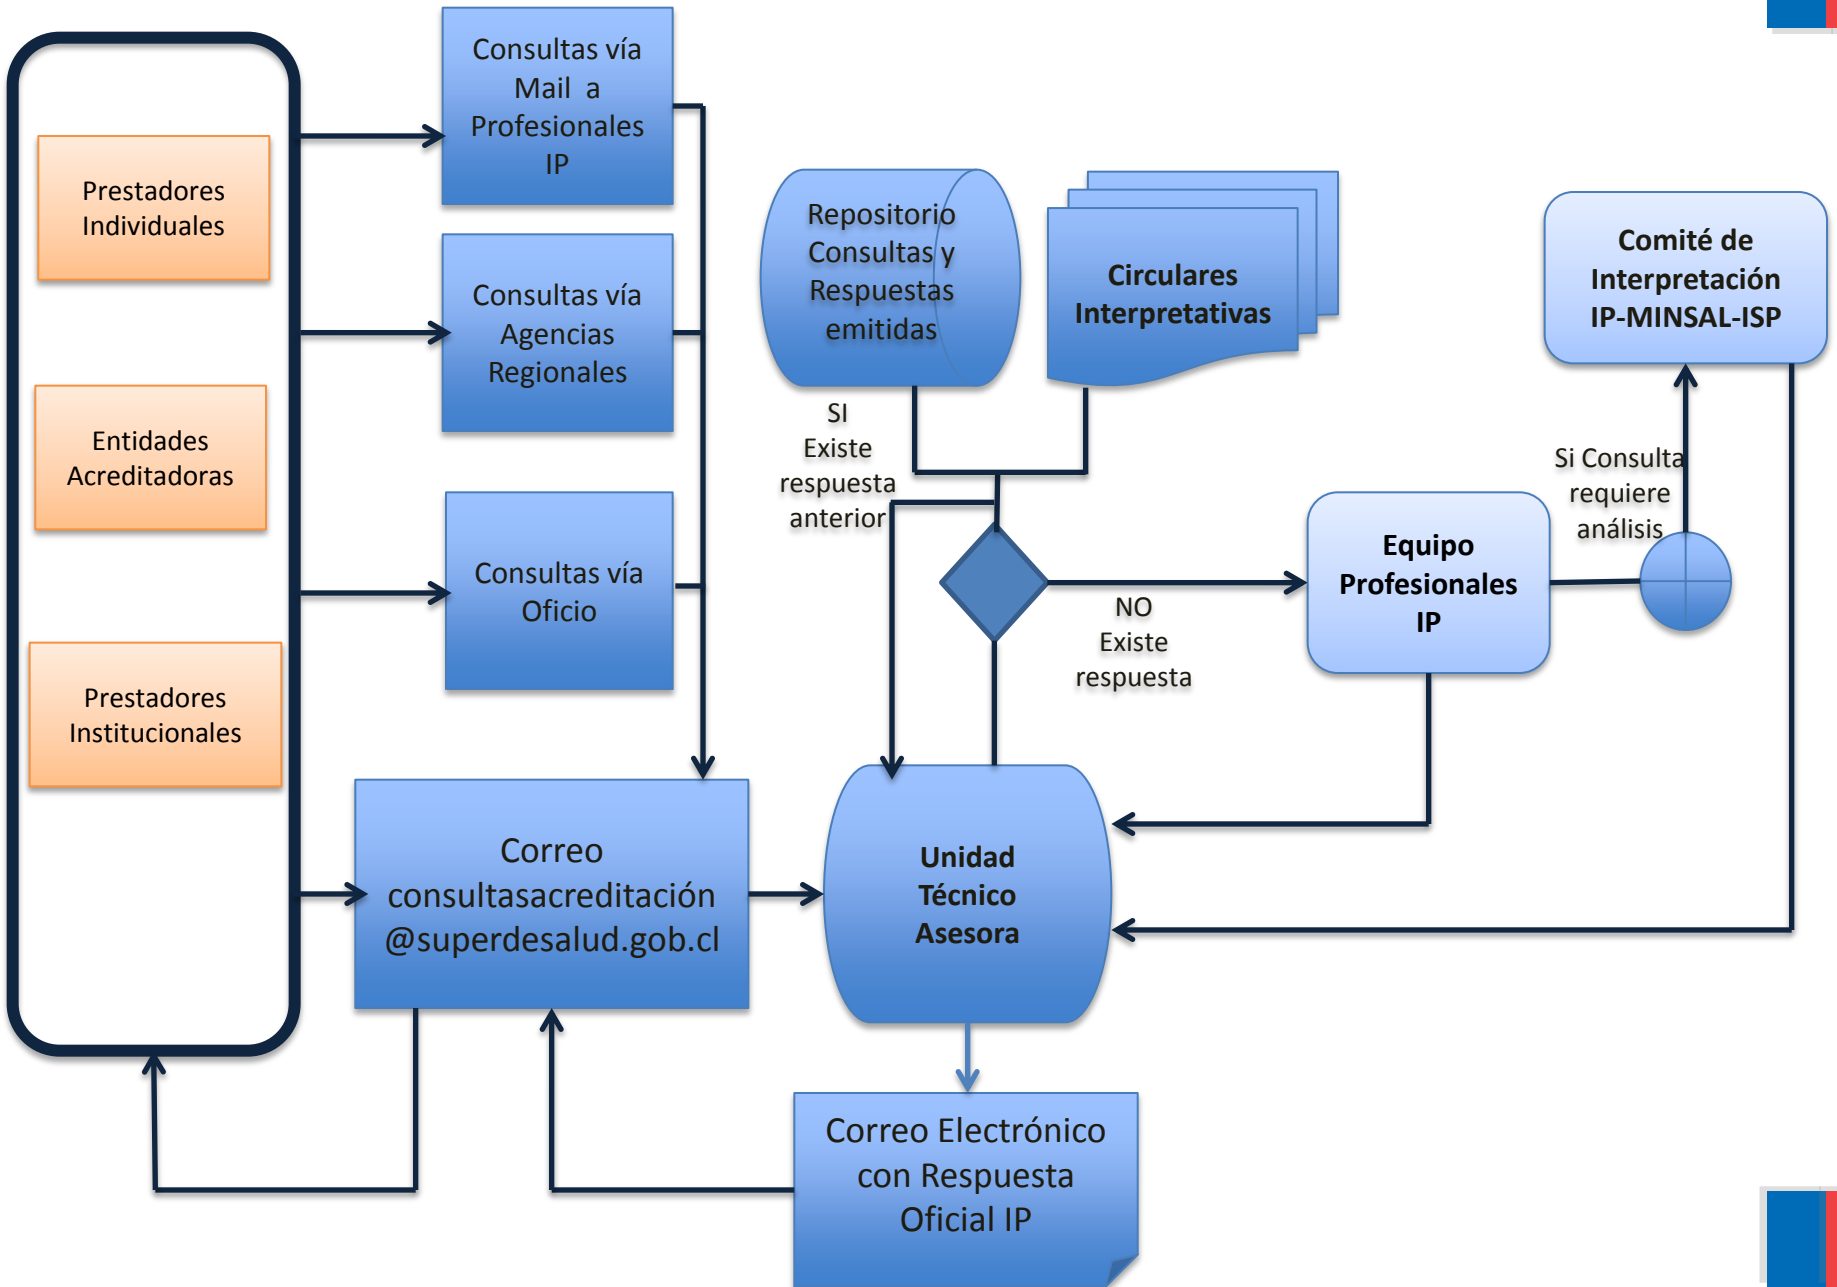 Prestadores
Individuales
Entidades
Acreditadoras
Prestadores
Institucionales
Consultas vía
Mail a
Profesionales
IP
Consultas vía
Agencias
Regionales
Consultas vía
Oficio
Correo
consultasacreditación
@superdesalud.gob.cl
Repositorio
Consultas y
Respuestas
emitidas
Circulares
Interpretativas
SI
Existe
respuesta
anterior
NO
Existe
respuesta
Equipo
Profesionales
IP
Si Consulta
requiere
análisis
Comité de
Interpretación
IP-MINSAL-ISP
Unidad
Técnico
Asesora
Correo Electrónico
con Respuesta
Oficial IP